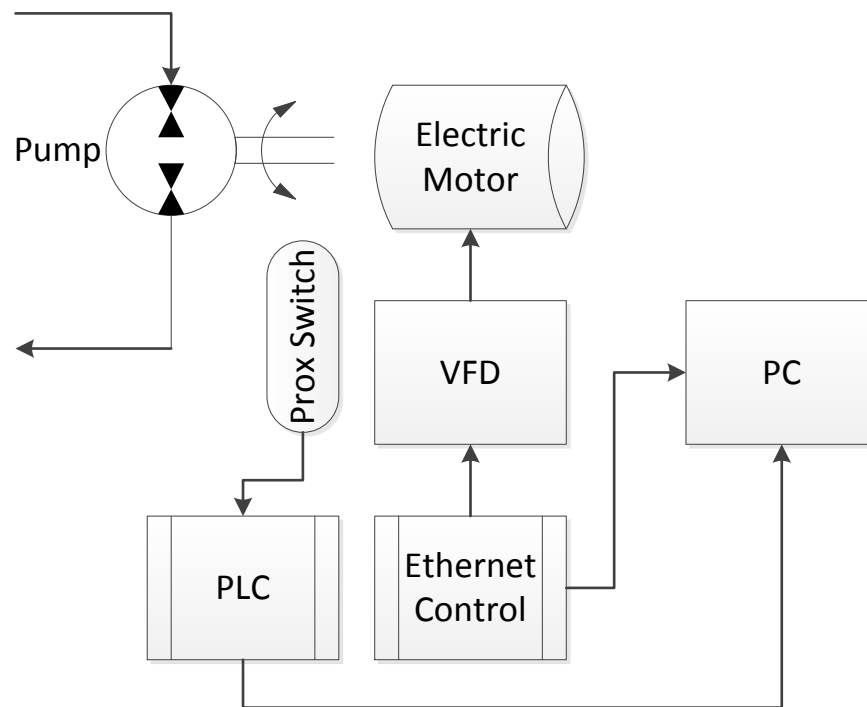 Pump
Electric
Motor
Prox Switch
VFD
PC
PLC
Ethernet
Control